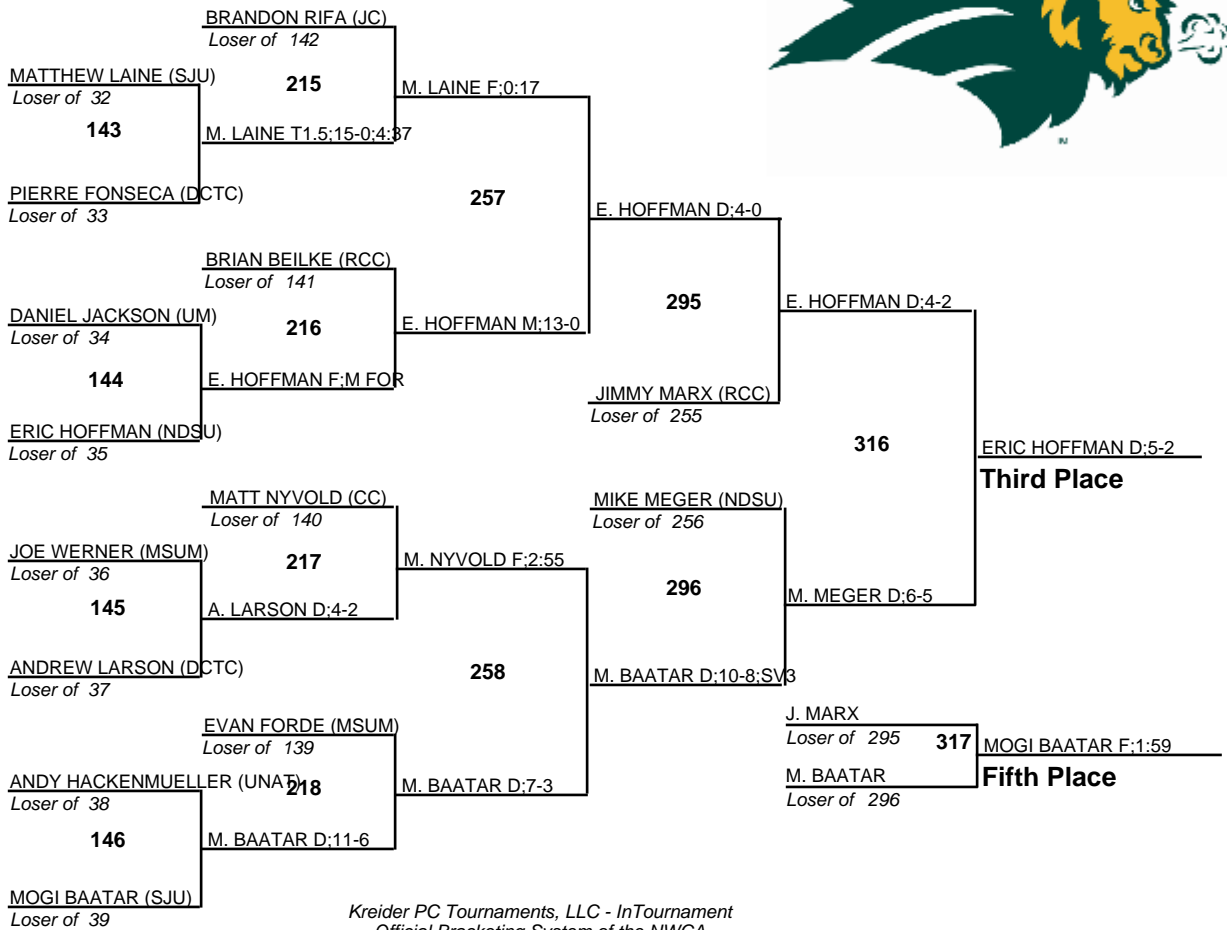 BRANDON RIFA (JC)
Loser of 142
MATTHEW LAINE (SJU)
Loser of 32
215
M. LAINE F;0:17
143
M. LAINE T1.5;15-0;4:37
PIERRE FONSECA (DCTC)
Loser of 33
257
E. HOFFMAN D;4-0
BRIAN BEILKE (RCC)
Loser of 141
DANIEL JACKSON (UM)
Loser of 34
216
E. HOFFMAN M;13-0
295
E. HOFFMAN D;4-2
144
E. HOFFMAN F;M FOR
JIMMY MARX (RCC)
Loser of 255
ERIC HOFFMAN (NDSU)
Loser of 35
316
ERIC HOFFMAN D;5-2
Third Place
MATT NYVOLD (CC)
Loser of 140
MIKE MEGER (NDSU)
Loser of 256
JOE WERNER (MSUM)
Loser of 36
217
M. NYVOLD F;2:55
296
M. MEGER D;6-5
145
A. LARSON D;4-2
ANDREW LARSON (DCTC)
Loser of 37
258
M. BAATAR D;10-8;SV3
EVAN FORDE (MSUM)
Loser of 139
J. MARX
Loser of 295
317
MOGI BAATAR F;1:59
Fifth Place
M. BAATAR
Loser of 296
ANDY HACKENMUELLER (UNAT)
Loser of 38
218
M. BAATAR D;7-3
146
M. BAATAR D;11-6
MOGI BAATAR (SJU)
Loser of 39
Kreider PC Tournaments, LLC - InTournament
Official Bracketing System of the NWCA